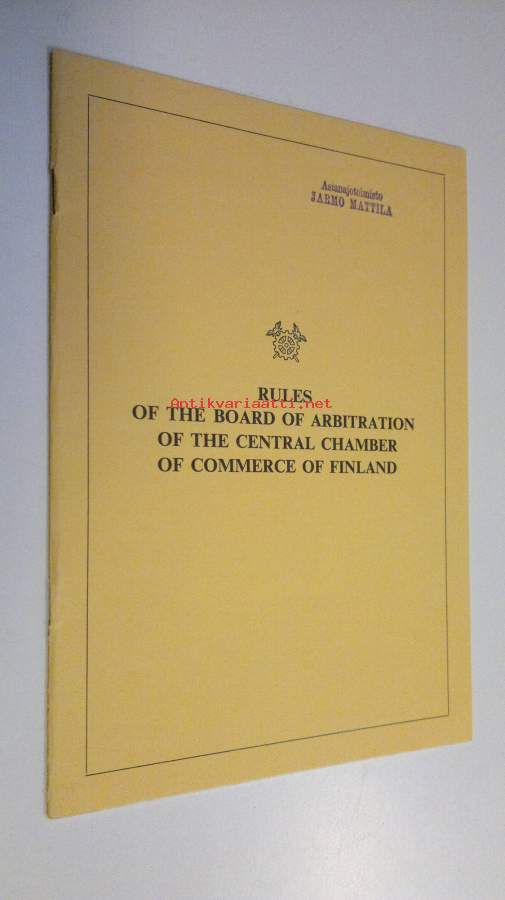 Asianajotoimisto
JARMO MATTILA
RULES
Antikvariaatti.net
OF THE BOARD OF ARBITRATION
OF THE CENTRAL CHAMBER
OF COMMERCE OF FINLAND